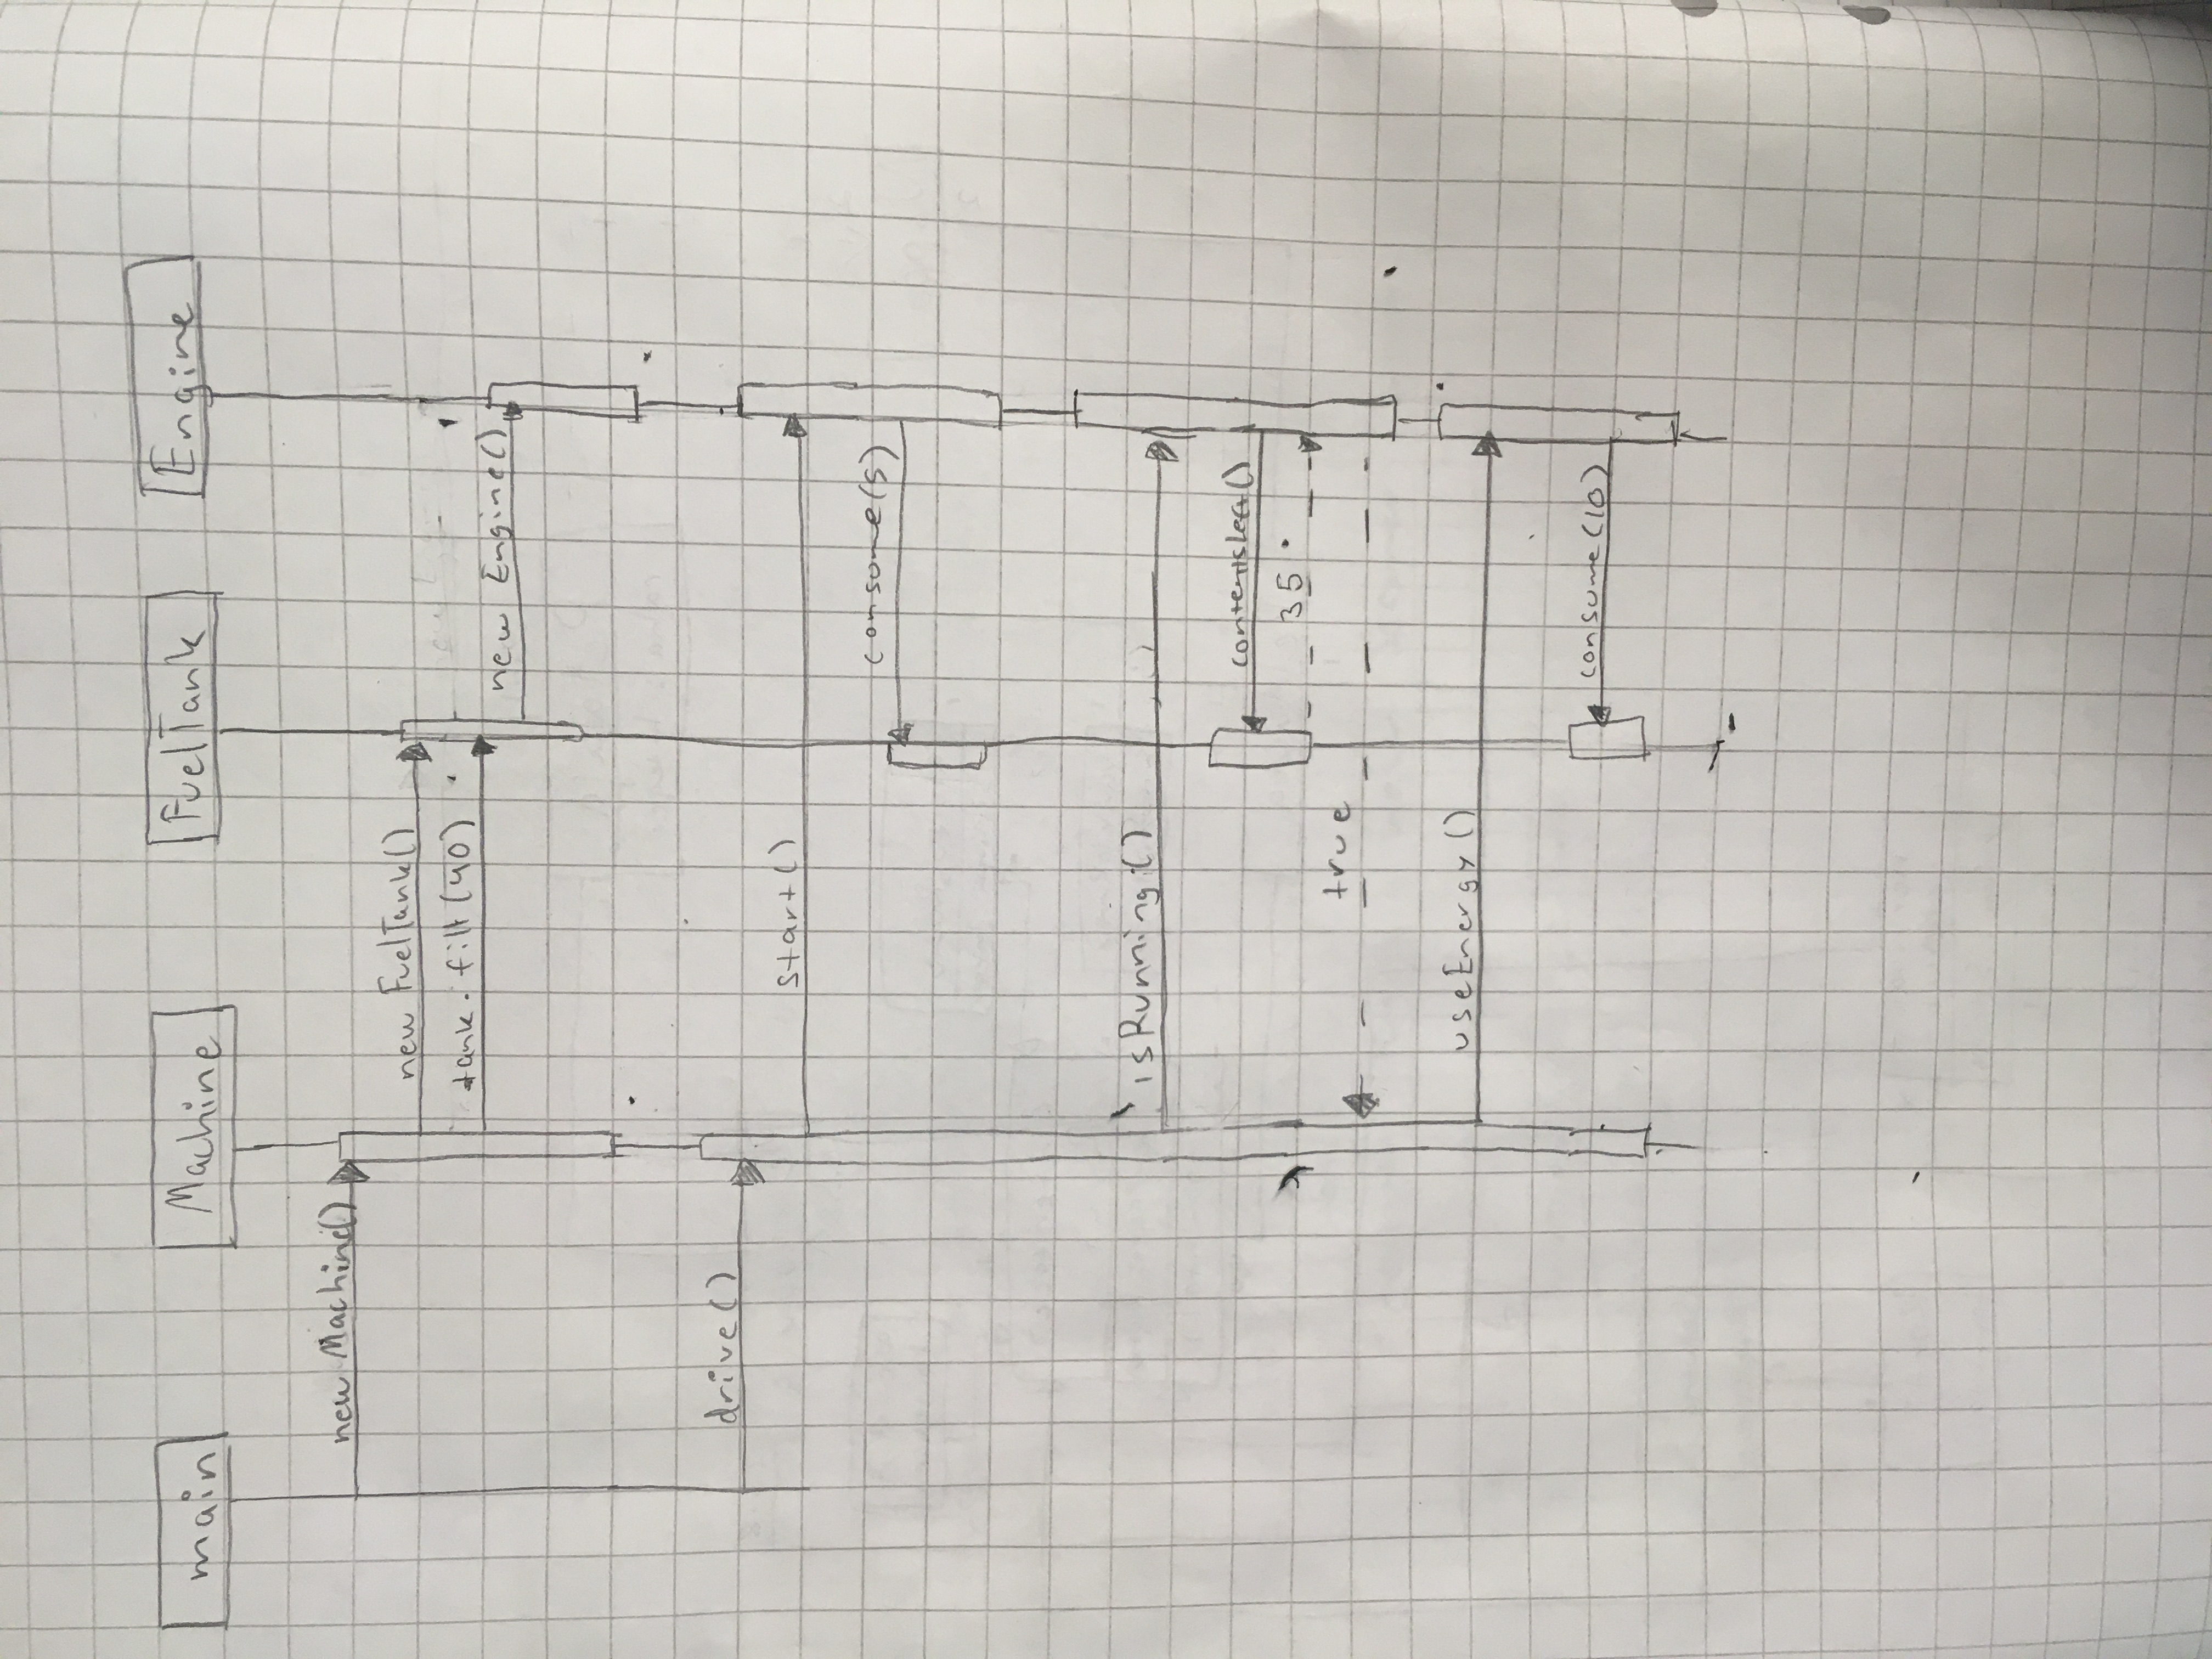 main Machine FuelTank Engine
new Machine()
new FuelTank()
tank.fill(40)
new Engine()
drive()
start()
consume(5)
isRunning()
contentsLeft()
35
true
useEnergy()
consume(10)